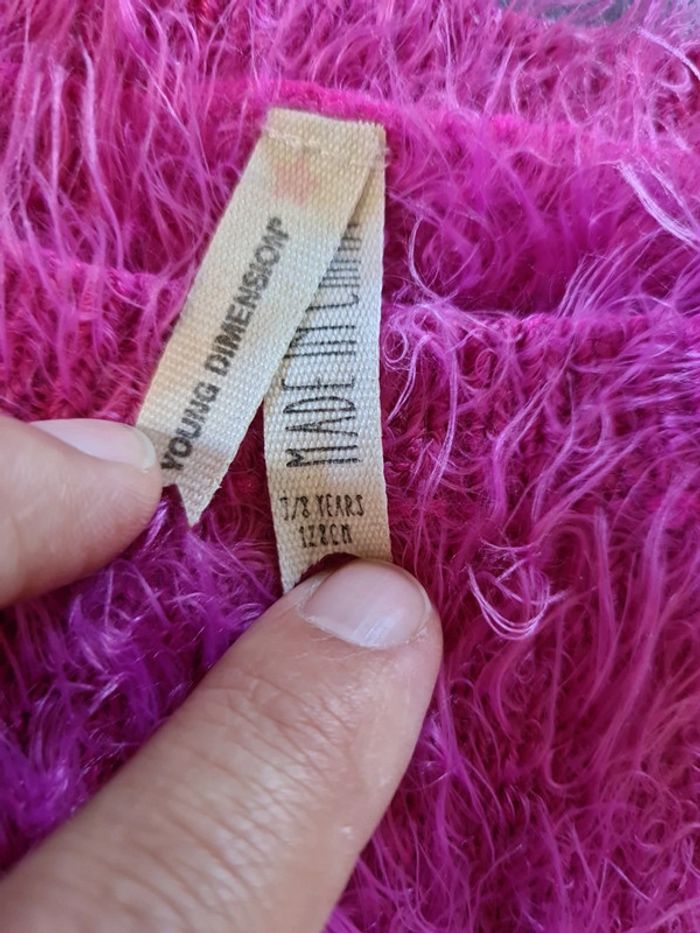 YOUNG DIMENSION®
MADE IN CHINA
7/8 YEARS
128CM